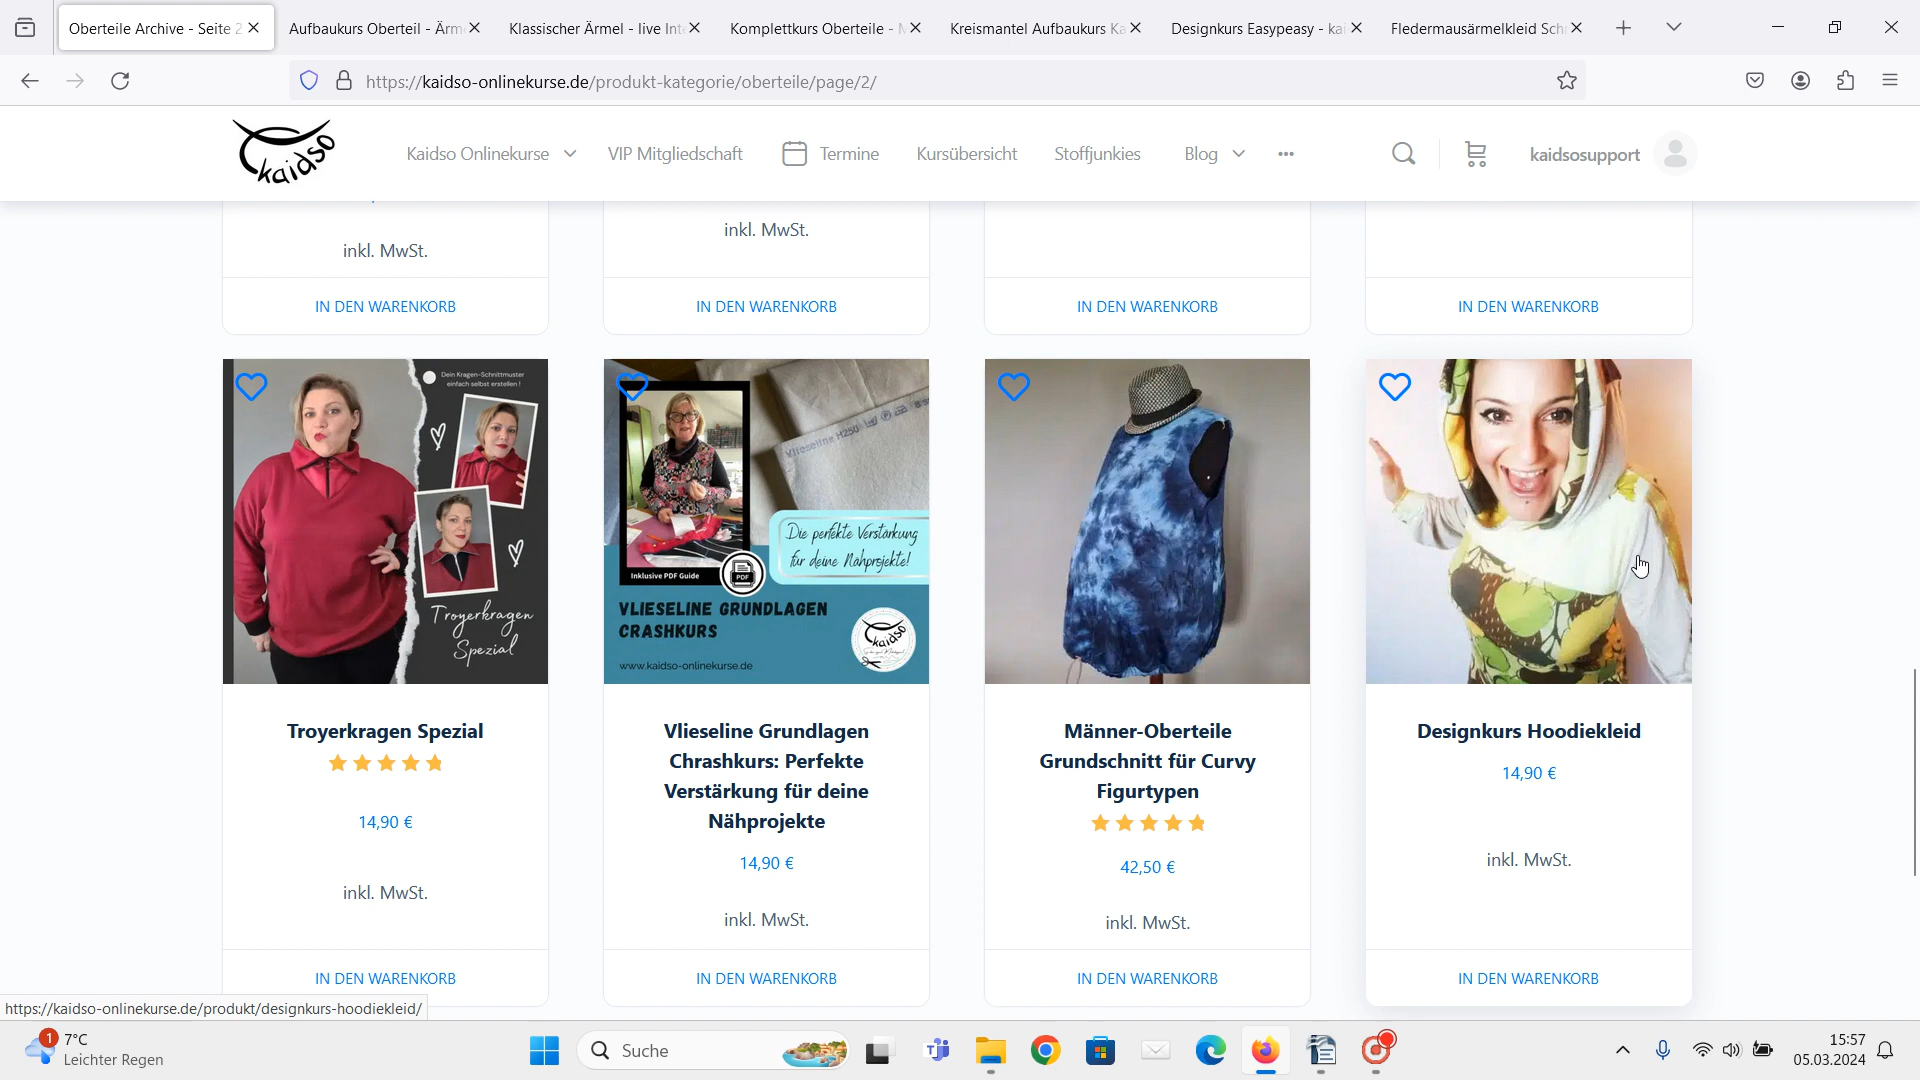 Oberteile Archive - Seite 2
Aufbaukurs Oberteil - Ärm
Klassischer Ärmel - live Int
Komplettkurs Oberteile - M
Kreismantel Aufbaukurs Ka
Designkurs Easypeasy - kai
Fledermausärmelkleid Sch
https://kaidso-onlinekurse.de/produkt-kategorie/oberteile/page/2/
kaidso
Kaidso Onlinekurse
VIP Mitgliedschaft
Termine
Kursübersicht
Stoffjunkies
Blog
kaidsosupport
inkl. MwSt.
inkl. MwSt.
IN DEN WARENKORB
IN DEN WARENKORB
IN DEN WARENKORB
IN DEN WARENKORB
Dein Kragen-Schnittmuster
einfach selbst erstellen !
Troyerkragen
Spezial
Vlieseline H250
Die perfekte Verstärkung
für deine Nähprojekte!
Inklusive PDF Guide
PDF
VLIESELINE GRUNDLAGEN
CRASHKURS
kaidso
www.kaidso-onlinekurse.de
Troyerkragen Spezial
14,90 €
inkl. MwSt.
IN DEN WARENKORB
Vlieseline Grundlagen
Chrashkurs: Perfekte
Verstärkung für deine
Nähprojekte
14,90 €
inkl. MwSt.
IN DEN WARENKORB
Männer-Oberteile
Grundschnitt für Curvy
Figurtypen
42,50 €
inkl. MwSt.
IN DEN WARENKORB
Designkurs Hoodiekleid
14,90 €
inkl. MwSt.
IN DEN WARENKORB
https://kaidso-onlinekurse.de/produkt/designkurs-hoodiekleid/
1
7°C
Leichter Regen
Suche
15:57
05.03.2024